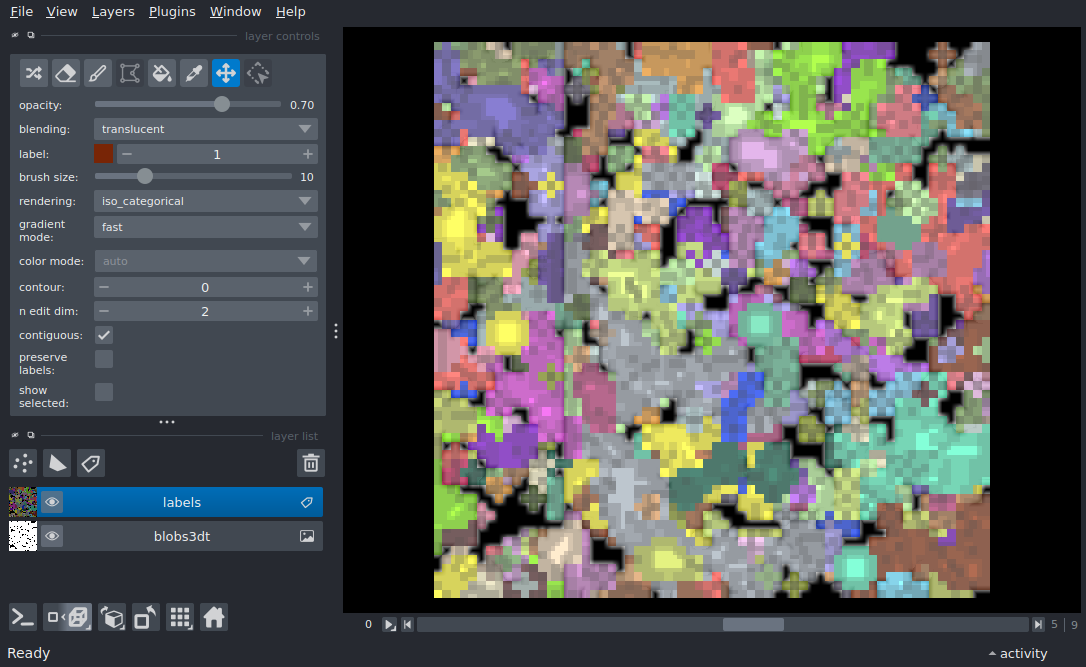 File View Layers Plugins Window Help
layer controls
opacity: 0.70
blending: translucent
label: 1
brush size: 10
rendering: iso_categorical
gradient
mode: fast
color mode: auto
contour: 0
n edit dim: 2
contiguous:
preserve
labels:
show
selected:
layer list
labels
blobs3dt
0 5 | 9
Ready activity